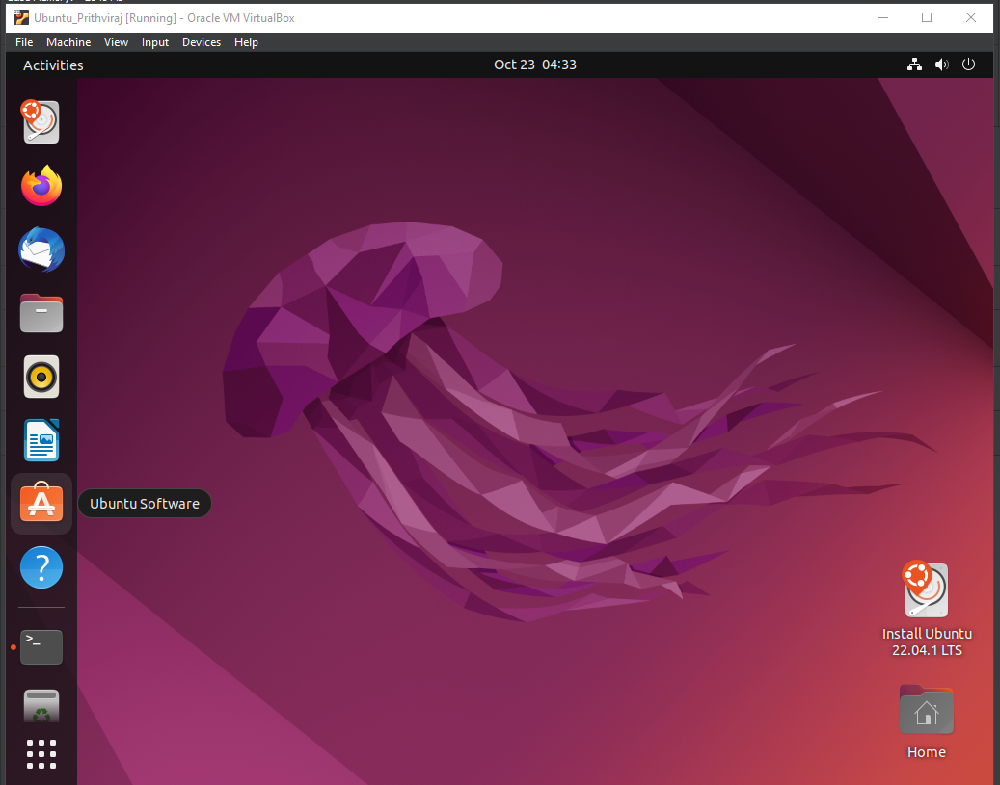 Ubuntu_Prithviraj [Running] - Oracle VM VirtualBox
File Machine View Input Devices Help
Activities
Oct 23 04:33
Ubuntu Software
?
>_
Install Ubuntu
22.04.1 LTS
Home